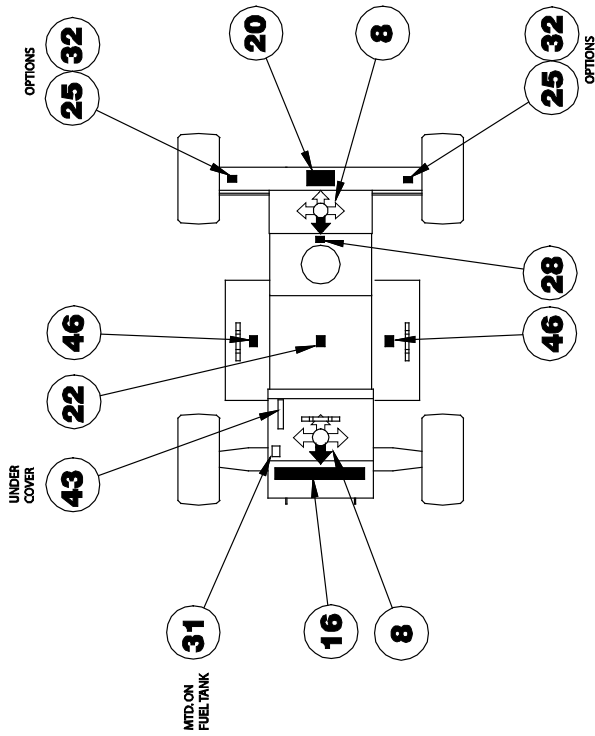 UNDER
COVER
OPTIONS
43
22
46
25
32
MTD. ON
FUEL TANK
31
20
16
8
8
46
28
25
32
OPTIONS